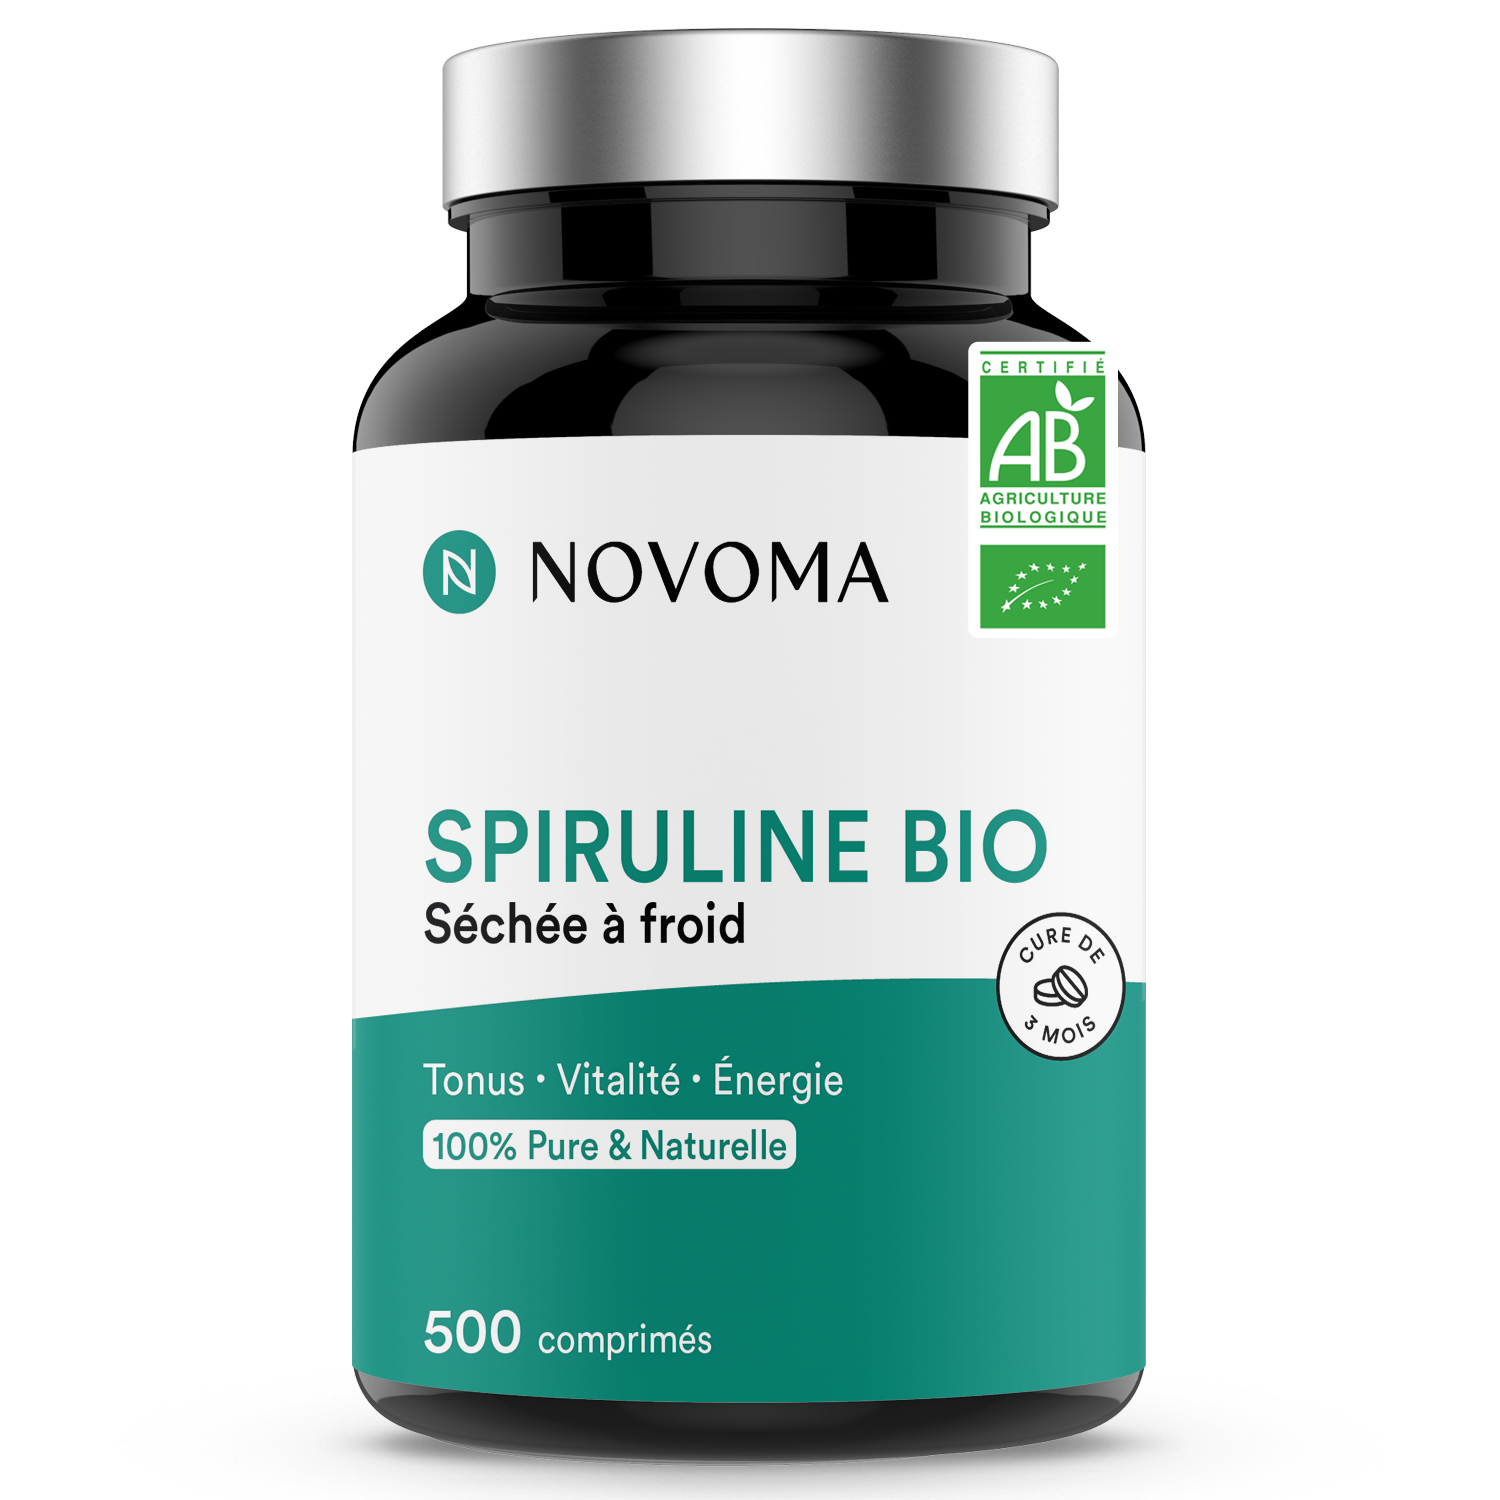 CERTIFIÉ
AB
AGRICULTURE
BIOLOGIQUE
N NOVOMA
SPIRULINE BIO
Séchée à froid
CURE DE
3 MOIS
Tonus • Vitalité • Énergie
100% Pure & Naturelle
500 comprimés